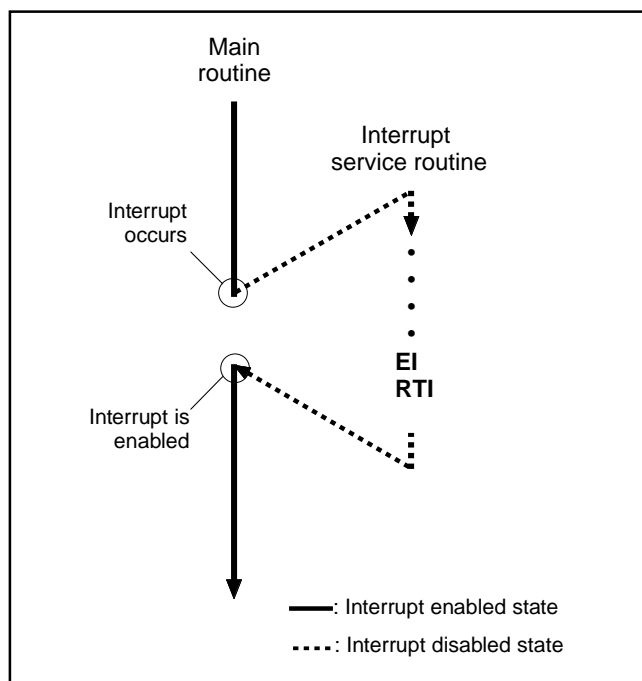 Main
routine
Interrupt
service routine
Interrupt
occurs
EI
RTI
Interrupt is
enabled
: Interrupt enabled state
: Interrupt disabled state